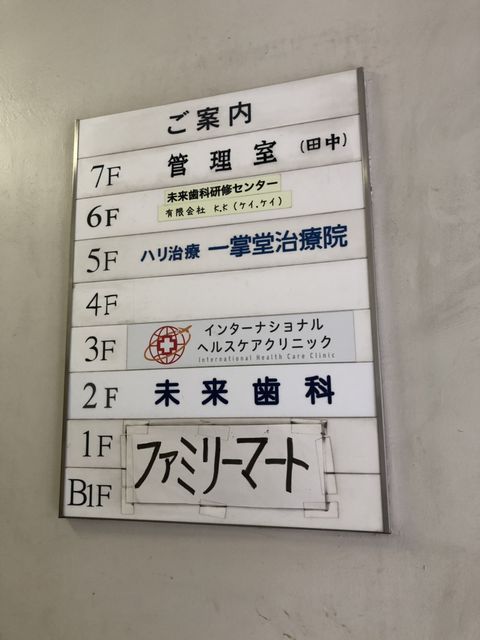 ご案内
7F 管理室 (田中)
6F 未来歯科研修センター
有限会社 K.K (ケイ.ケイ)
5F ハリ治療 一掌堂治療院
4F
3F インターナショナル
ヘルスケアクリニック
International Health Care Clinic
2F 未来歯科
1F ファミリーマート
B1F